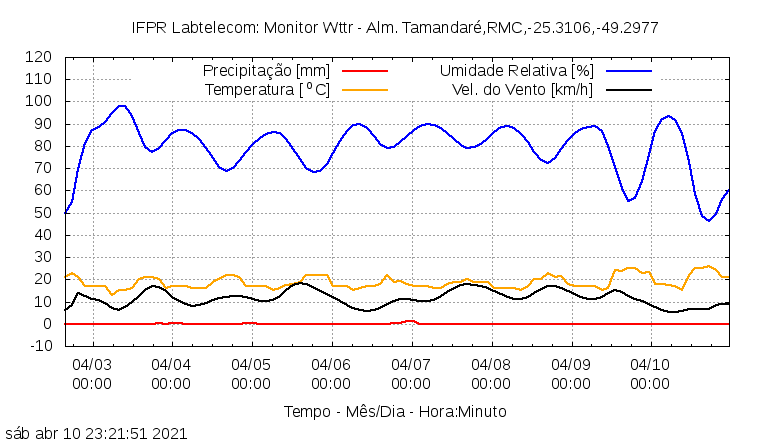 IFPR Labtelecom: Monitor Wttr - Alm. Tamandaré,RMC,-25.3106,-49.2977
Precipitação [mm]
Temperatura [⁰C]
Umidade Relativa [%]
Vel. do Vento [km/h]
120
110
100
90
80
70
60
50
40
30
20
10
0
-10
04/03 04/04 04/05 04/06 04/07 04/08 04/09 04/10
00:00 00:00 00:00 00:00 00:00 00:00 00:00 00:00
Tempo - Mês/Dia - Hora:Minuto
sáb abr 10 23:21:51 2021